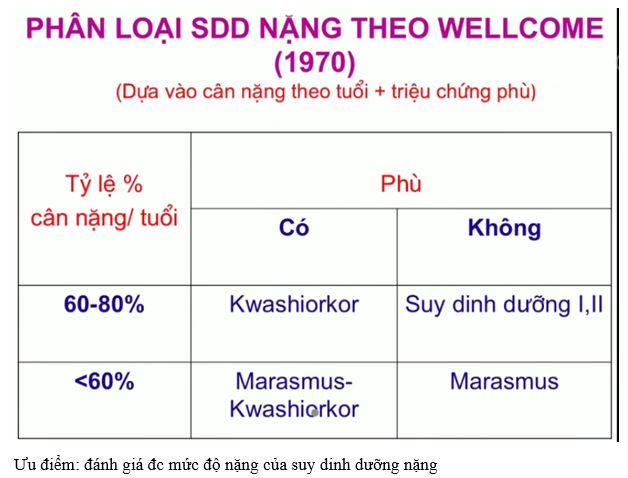 PHÂN LOẠI SDD NẶNG THEO WELLCOME
(1970)
(Dựa vào cân nặng theo tuổi + triệu chứng phù)
Tỷ lệ %
cân nặng/ tuổi
Phù
Có
Không
60-80%
Kwashiorkor
Suy dinh dưỡng I,II
<60%
Marasmus-
Kwashiorkor
Marasmus
Ưu điểm: đánh giá đc mức độ nặng của suy dinh dưỡng nặng